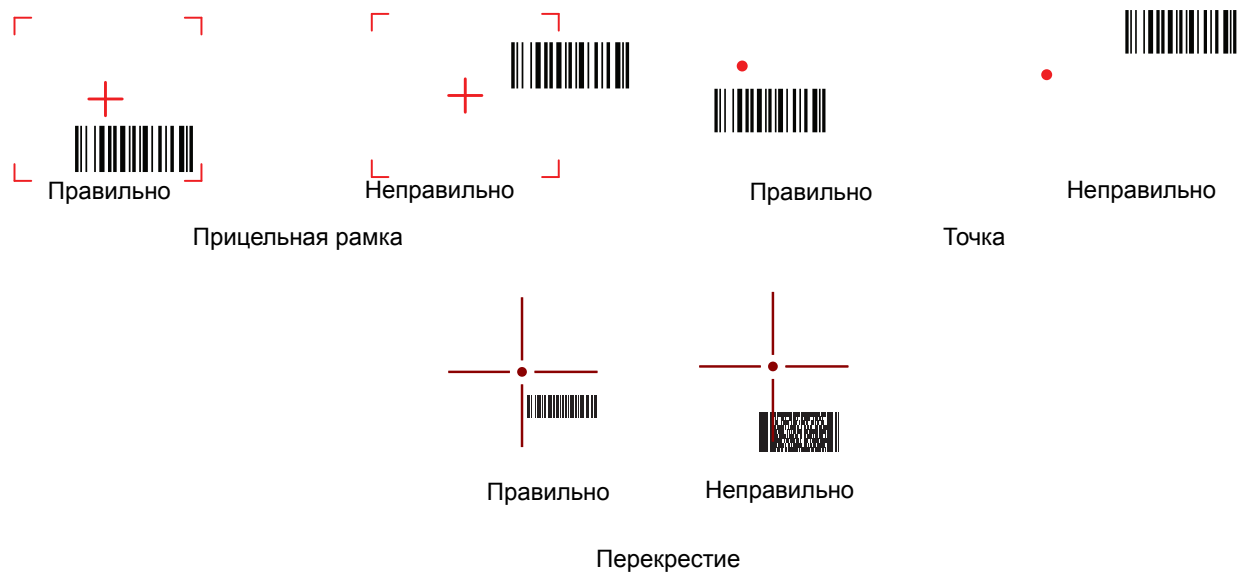 Правильно
Неправильно
Правильно
Неправильно
Прицельная рамка
Точка
Правильно
Неправильно
Перекрестие